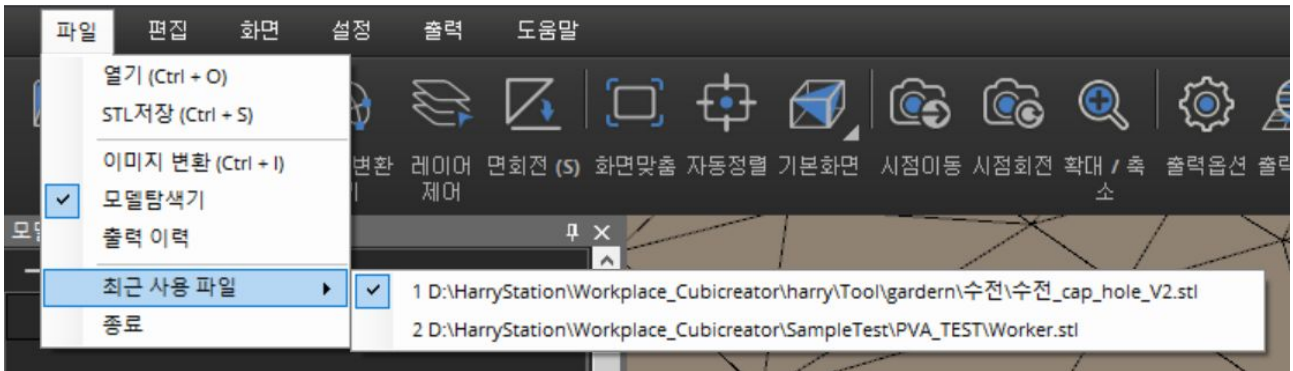 파일 편집 화면 설정 출력 도움말
열기 (Ctrl + O)
STL저장 (Ctrl + S)
이미지 변환 (Ctrl + I)
모델탐색기
출력 이력
최근 사용 파일
종료
변환
레이어 제어
면회전 (S)
화면맞춤
자동정렬
기본화면
시점이동
시점회전
확대 / 축
소
출력옵션
1 D:\HarryStation\Workplace_Cubicreator\harry\Tool\gardern\수전\수전_cap_hole_V2.stl
2 D:\HarryStation\Workplace_Cubicreator\SampleTest\PVA_TEST\Worker.stl